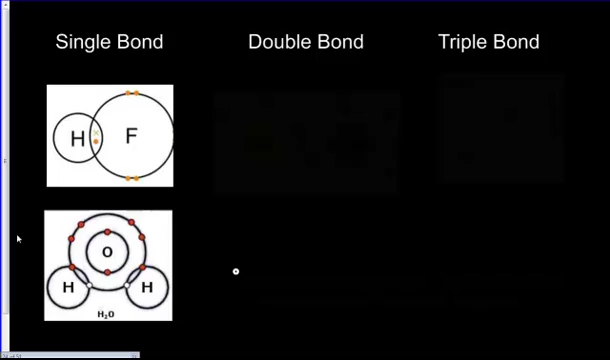 Single Bond
Double Bond
Triple Bond
H
F
O
H
H
H₂O